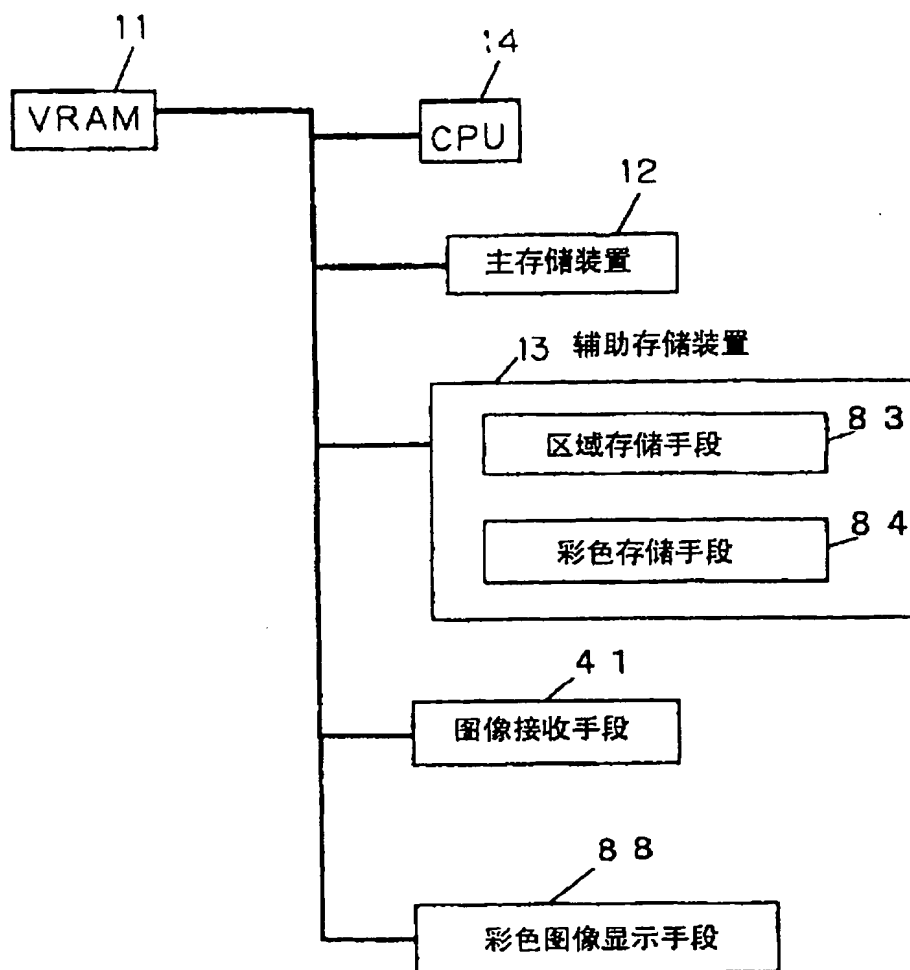 11
VRAM
14
CPU
12
主存储装置
13 辅助存储装置
区域存储手段
83
彩色存储手段
84
41
图像接收手段
88
彩色图像显示手段